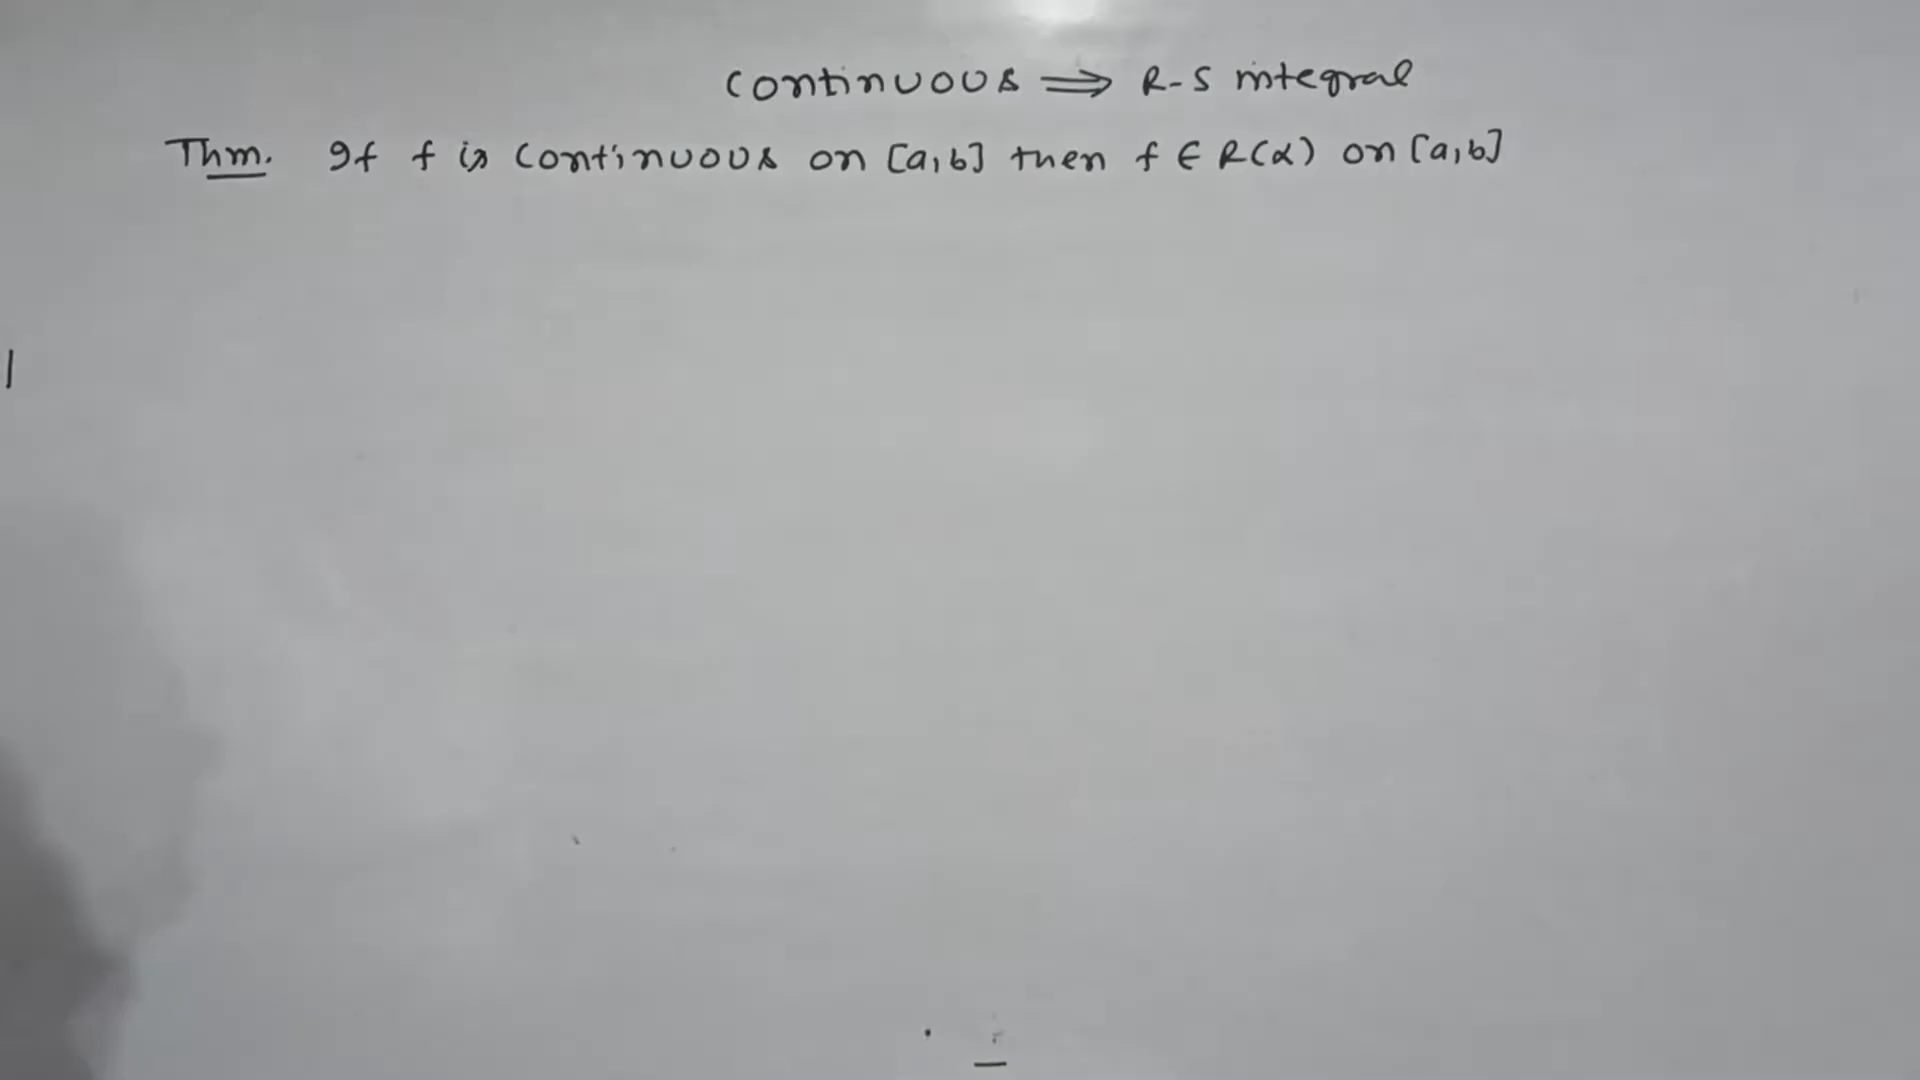 Continuous ⟹ R-S integral
Thm. If f is continuous on [a,b] then f ∈ R(α) on [a,b]